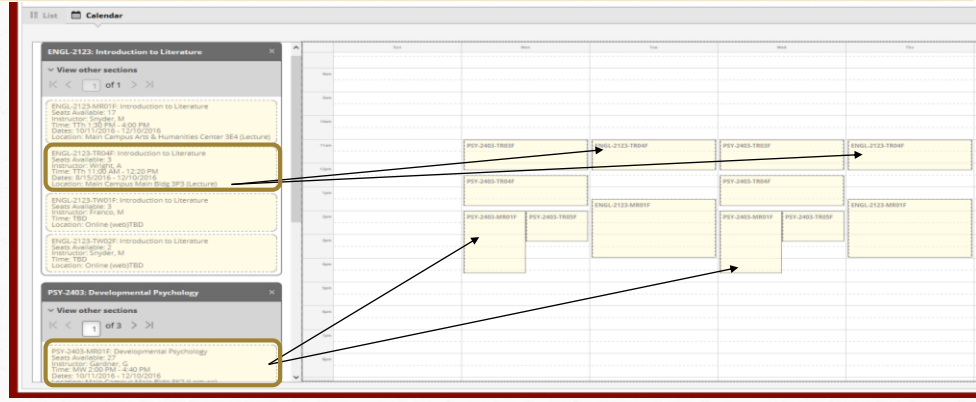 List Calendar
ENGL-2123: Introduction to Literature ×
View other sections
1 of 1
ENGL-2123-MR01F: Introduction to Literature
Seats Available: 17
Instructor: Snyder, M
Time: TTh 1:30 PM - 4:00 PM
Dates: 10/11/2016 - 12/10/2016
Location: Main Campus Arts & Humanities Center 3E4 (Lecture)
ENGL-2123-TR04F: Introduction to Literature
Seats Available: 3
Instructor: Wright, A
Time: TTh 11:00 AM - 12:20 PM
Dates: 8/15/2016 - 12/10/2016
Location: Main Campus Main Bldg 3P3 (Lecture)
ENGL-2123-TW01F: Introduction to Literature
Seats Available: 3
Instructor: Franco, M
Time: TBD
Location: Online (web)TBD
ENGL-2123-TW02F: Introduction to Literature
Seats Available: 2
Instructor: Snyder, M
Time: TBD
Location: Online (web)TBD
PSY-2403: Developmental Psychology ×
View other sections
1 of 3
PSY-2403-MR01F: Developmental Psychology
Seats Available: 27
Instructor: Gardner, G
Time: MW 2:00 PM - 4:40 PM
Dates: 10/11/2016 - 12/10/2016
Sun Mon Tue Wed Thu
PSY-2403-TR03F ENGL-2123-TR04F PSY-2403-TR03F ENGL-2123-TR04F
PSY-2403-TR04F PSY-2403-TR04F
ENGL-2123-MR01F ENGL-2123-MR01F
PSY-2403-MR01F PSY-2403-TR05F PSY-2403-MR01F PSY-2403-TR05F